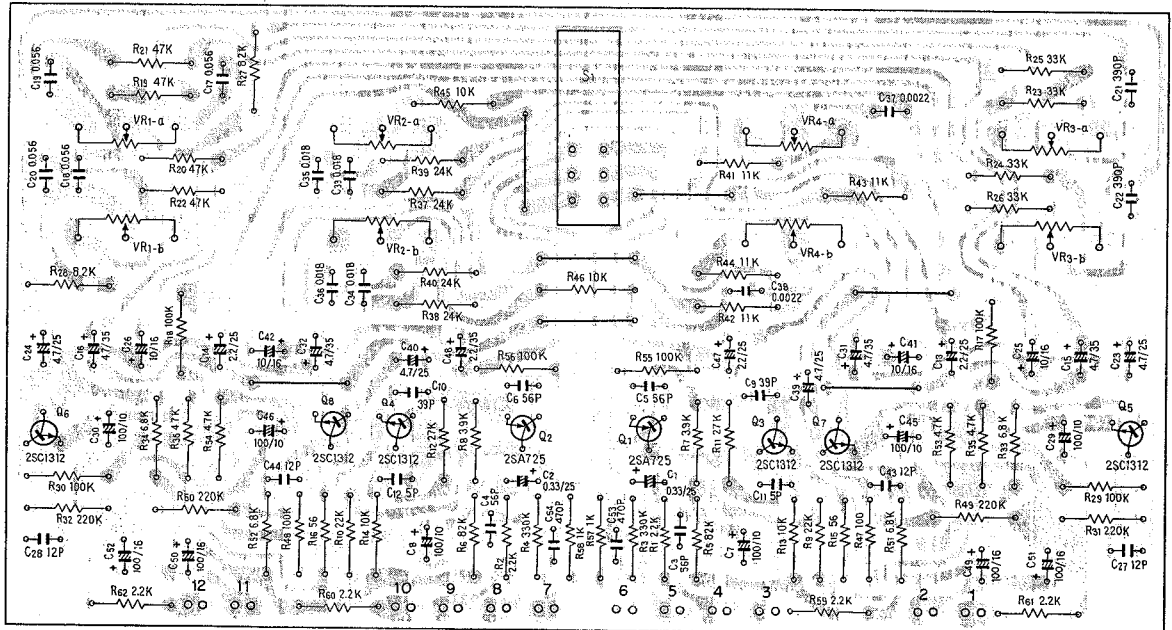 C19 0.056
R21 47K
R19 47K
C17 0.056
R27 8.2K
R45 10K
S1
C37 0.0022
R25 33K
R23 33K
C21 390P
VR1-a
VR2-a
VR4-a
VR3-a
C20 0.056
C18 0.056
R20 47K
R22 47K
C35 0.018
C33 0.018
R39 24K
R37 24K
R41 11K
R43 11K
R24 33K
R26 33K
C22 390P
VR1-b
VR2-b
VR4-b
VR3-b
R28 8.2K
C36 0.018
C34 0.018
R40 24K
R38 24K
R46 10K
R44 11K
C38
0.0022
R42 11K
C24 + 4.7/25
C16 + 4.7/35
C26 + 10/16
R18 100K
C14 + 2.2/25
C42
10/16
C32 + 4.7/35
C40
4.7/25
C48 + 2.2/35
R56 100K
R55 100K
C47 + 2.2/25
C39 + 4.7/25
C31 + 4.7/35
C41
10/16
C13 + 2.2/25
R17 100K
C25 + 10/16
C15 + 4.7/35
C23 + 4.7/25
C10
39P
C6 56P
C5 56P
C9 39P
Q6
2SC1312
C30 + 100/10
R34 6.8K
R36 4.7K
R54 4.7K
C46
100/10
Q8
2SC1312
Q4
2SC1312
R12 27K
R8 3.9K
Q2
2SA725
Q1
2SA725
R7 3.9K
R11 27K
Q3
2SC1312
Q7
2SC1312
C45
100/10
R53 4.7K
R35 4.7K
R33 6.8K
C29 + 100/10
Q5
2SC1312
R30 100K
R50 220K
C44 12P
C12 5P
C2
0.33/25
C1
0.33/25
C11 5P
C43 12P
R49 220K
R29 100K
R32 220K
R31 220K
C28 12P
C52 + 100/16
C50 + 100/16
R52 6.8K
R48 100
R16 56
R10 22K
R14 10K
C8 + 100/10
R6 82K
C4 56P
R2 2.2K
R4 330K
C54 470P
R58 1K
R57 1K
C53 470P
R3 330K
R1 2.2K
C3 56P
R5 82K
C7 + 100/10
R13 10K
R9 22K
R15 56
R47 100
R51 6.8K
C49 + 100/16
C51 + 100/16
C27 12P
R62 2.2K
12
11
R60 2.2K
10
9
8
7
6
5
4
3
R59 2.2K
2
1
R61 2.2K